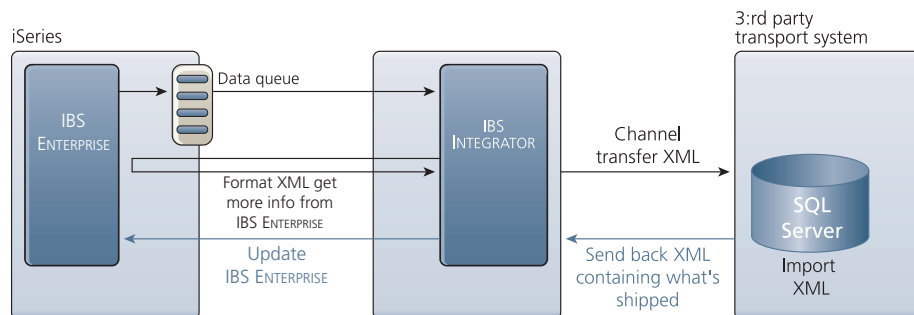 iSeries
3:rd party
transport system
Data queue
IBS
ENTERPRISE
IBS
INTEGRATOR
Channel
transfer XML
Format XML get
more info from
IBS ENTERPRISE
SQL
Server
Update
IBS ENTERPRISE
Send back XML
containing what's
shipped
Import
XML